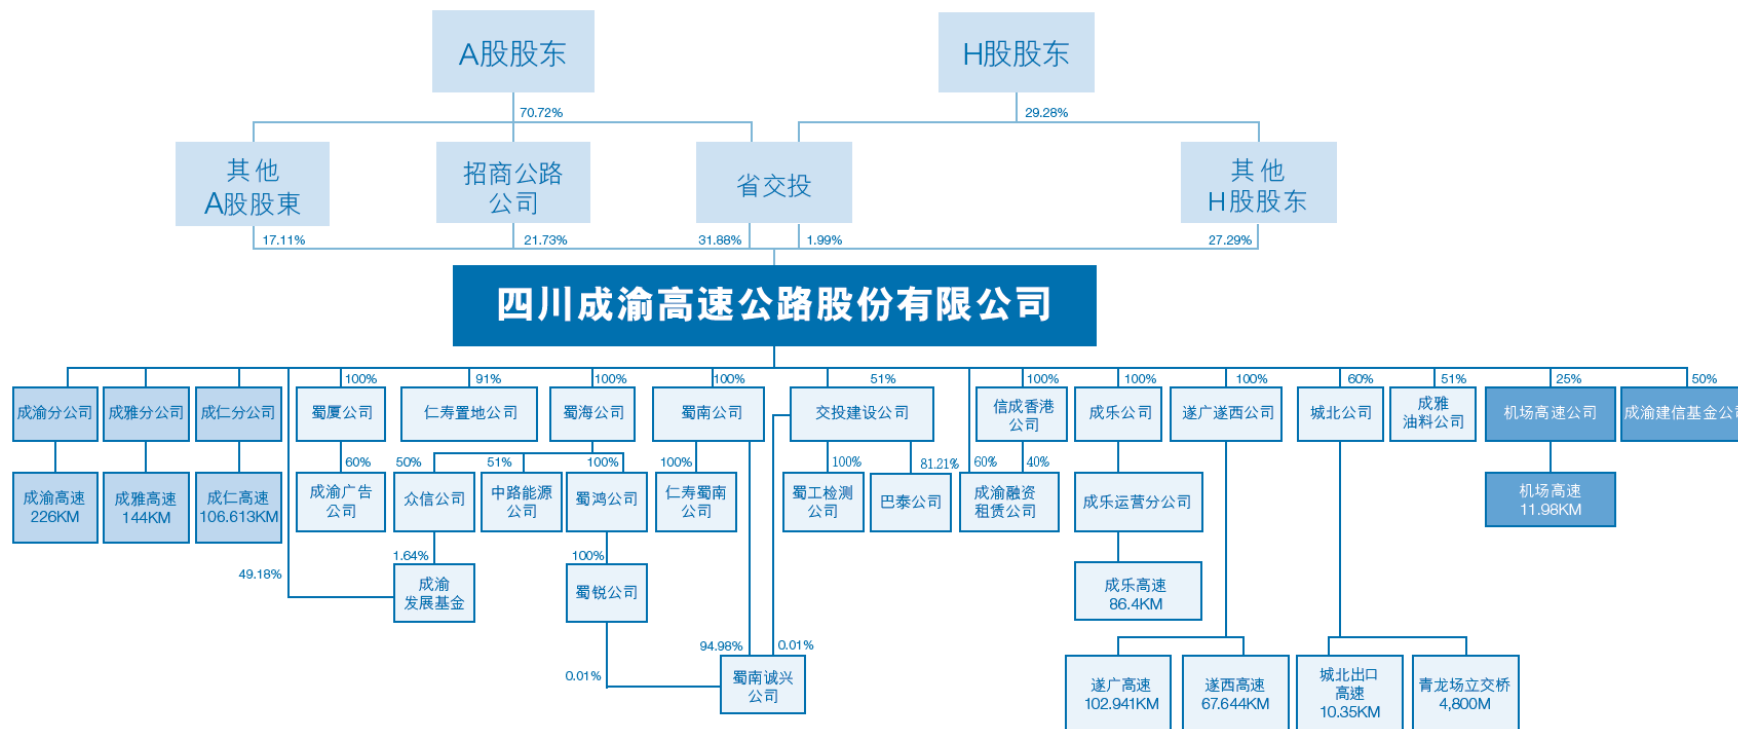 A股股东
H股股东
70.72%
29.28%
其他
A股股東
招商公路
公司
省交投
其他
H股股东
17.11%
21.73%
31.88%
1.99%
27.29%
四川成渝高速公路股份有限公司
100%
91%
100%
100%
51%
100%
100%
100%
60%
51%
25%
50%
成渝分公司
成雅分公司
成仁分公司
蜀厦公司
仁寿置地公司
蜀海公司
蜀南公司
交投建设公司
信成香港
公司
成乐公司
遂广遂西公司
城北公司
成雅
油料公司
机场高速公司
成渝建信基金公司
60%
50%
51%
100%
100%
100%
81.21%
60%
40%
成渝高速
226KM
成雅高速
144KM
成仁高速
106.613KM
成渝广告
公司
众信公司
中路能源
公司
蜀鸿公司
仁寿蜀南
公司
蜀工检测
公司
巴泰公司
成渝融资
租赁公司
成乐运营分公司
机场高速
11.98KM
1.64%
100%
49.18%
成渝
发展基金
蜀锐公司
成乐高速
86.4KM
94.98%
0.01%
0.01%
蜀南诚兴
公司
遂广高速
102.941KM
遂西高速
67.644KM
城北出口
高速
10.35KM
青龙场立交桥
4,800M